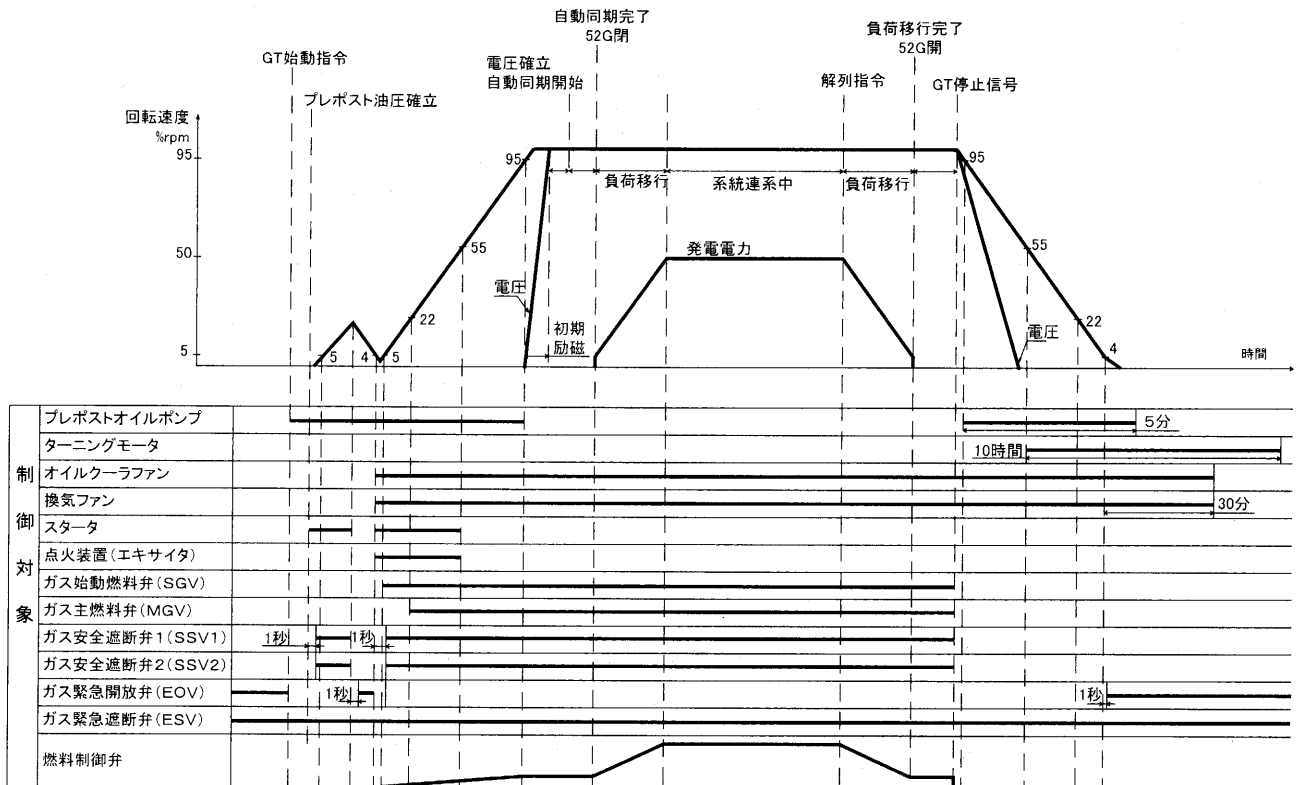 自動同期完了
52G閉
負荷移行完了
52G開
GT始動指令
電圧確立
自動同期開始
解列指令
GT停止信号
プレポスト油圧確立
回転速度
%rpm
95
95
95
負荷移行
系統連系中
負荷移行
50
55
発電電力
55
電圧
22
初期
励磁
22
電圧
5
5
4
5
4
時間
制御対象
プレポストオイルポンプ
5分
ターニングモータ
10時間
オイルクーラファン
換気ファン
30分
スタータ
点火装置(エキサイタ)
ガス始動燃料弁(SGV)
ガス主燃料弁(MGV)
ガス安全遮断弁1(SSV1)
1秒
1秒
ガス安全遮断弁2(SSV2)
ガス緊急開放弁(EOV)
1秒
1秒
ガス緊急遮断弁(ESV)
燃料制御弁